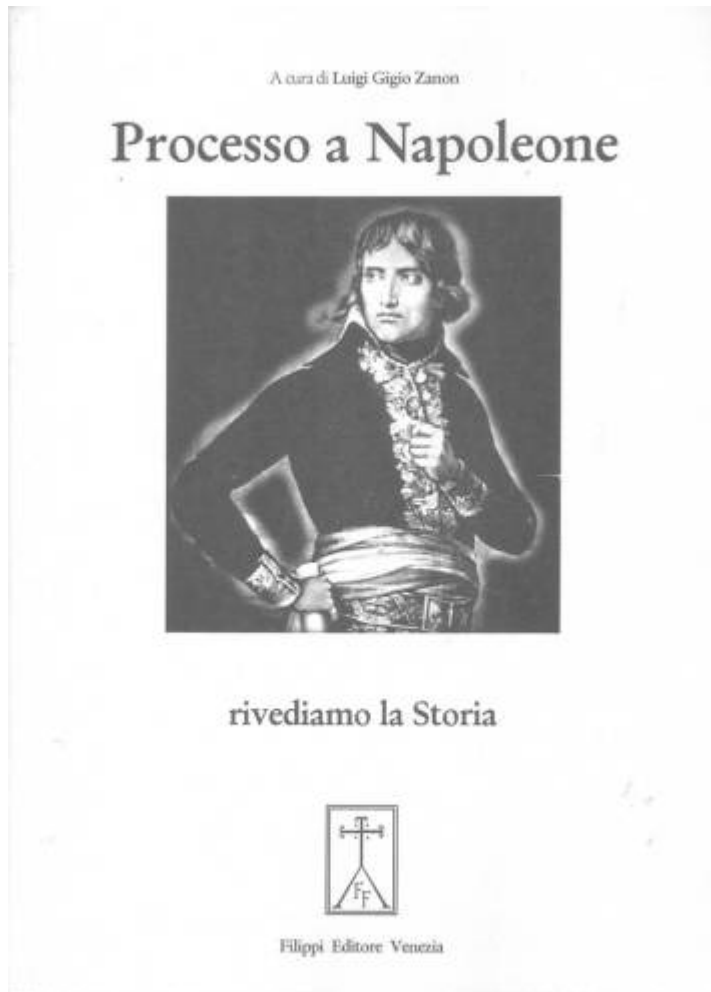 A cura di Luigi Gigio Zanon
Processo a Napoleone
rivediamo la Storia
FF
Filippi Editore Venezia